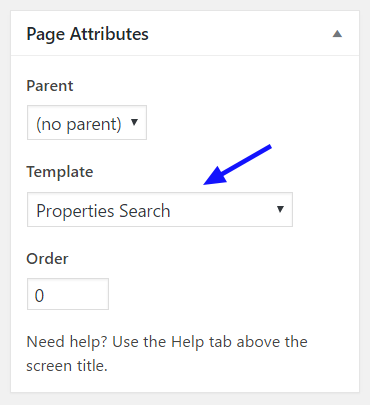 Page Attributes
Parent
(no parent)
Template
Properties Search
Order
0
Need help? Use the Help tab above the
screen title.